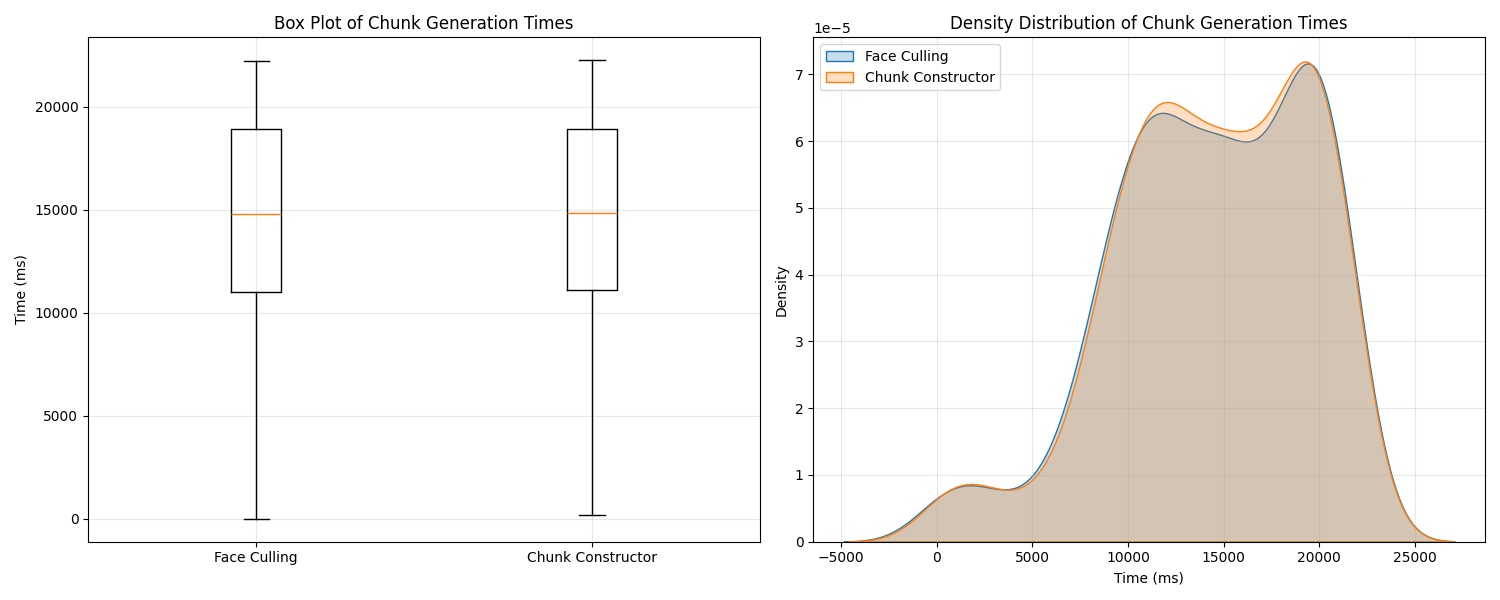 Box Plot of Chunk Generation Times
Time (ms)
20000
15000
10000
5000
0
Face Culling
Chunk Constructor
Density Distribution of Chunk Generation Times
1e−5
Face Culling
Chunk Constructor
Density
7
6
5
4
3
2
1
0
−5000
0
5000
10000
15000
20000
25000
Time (ms)